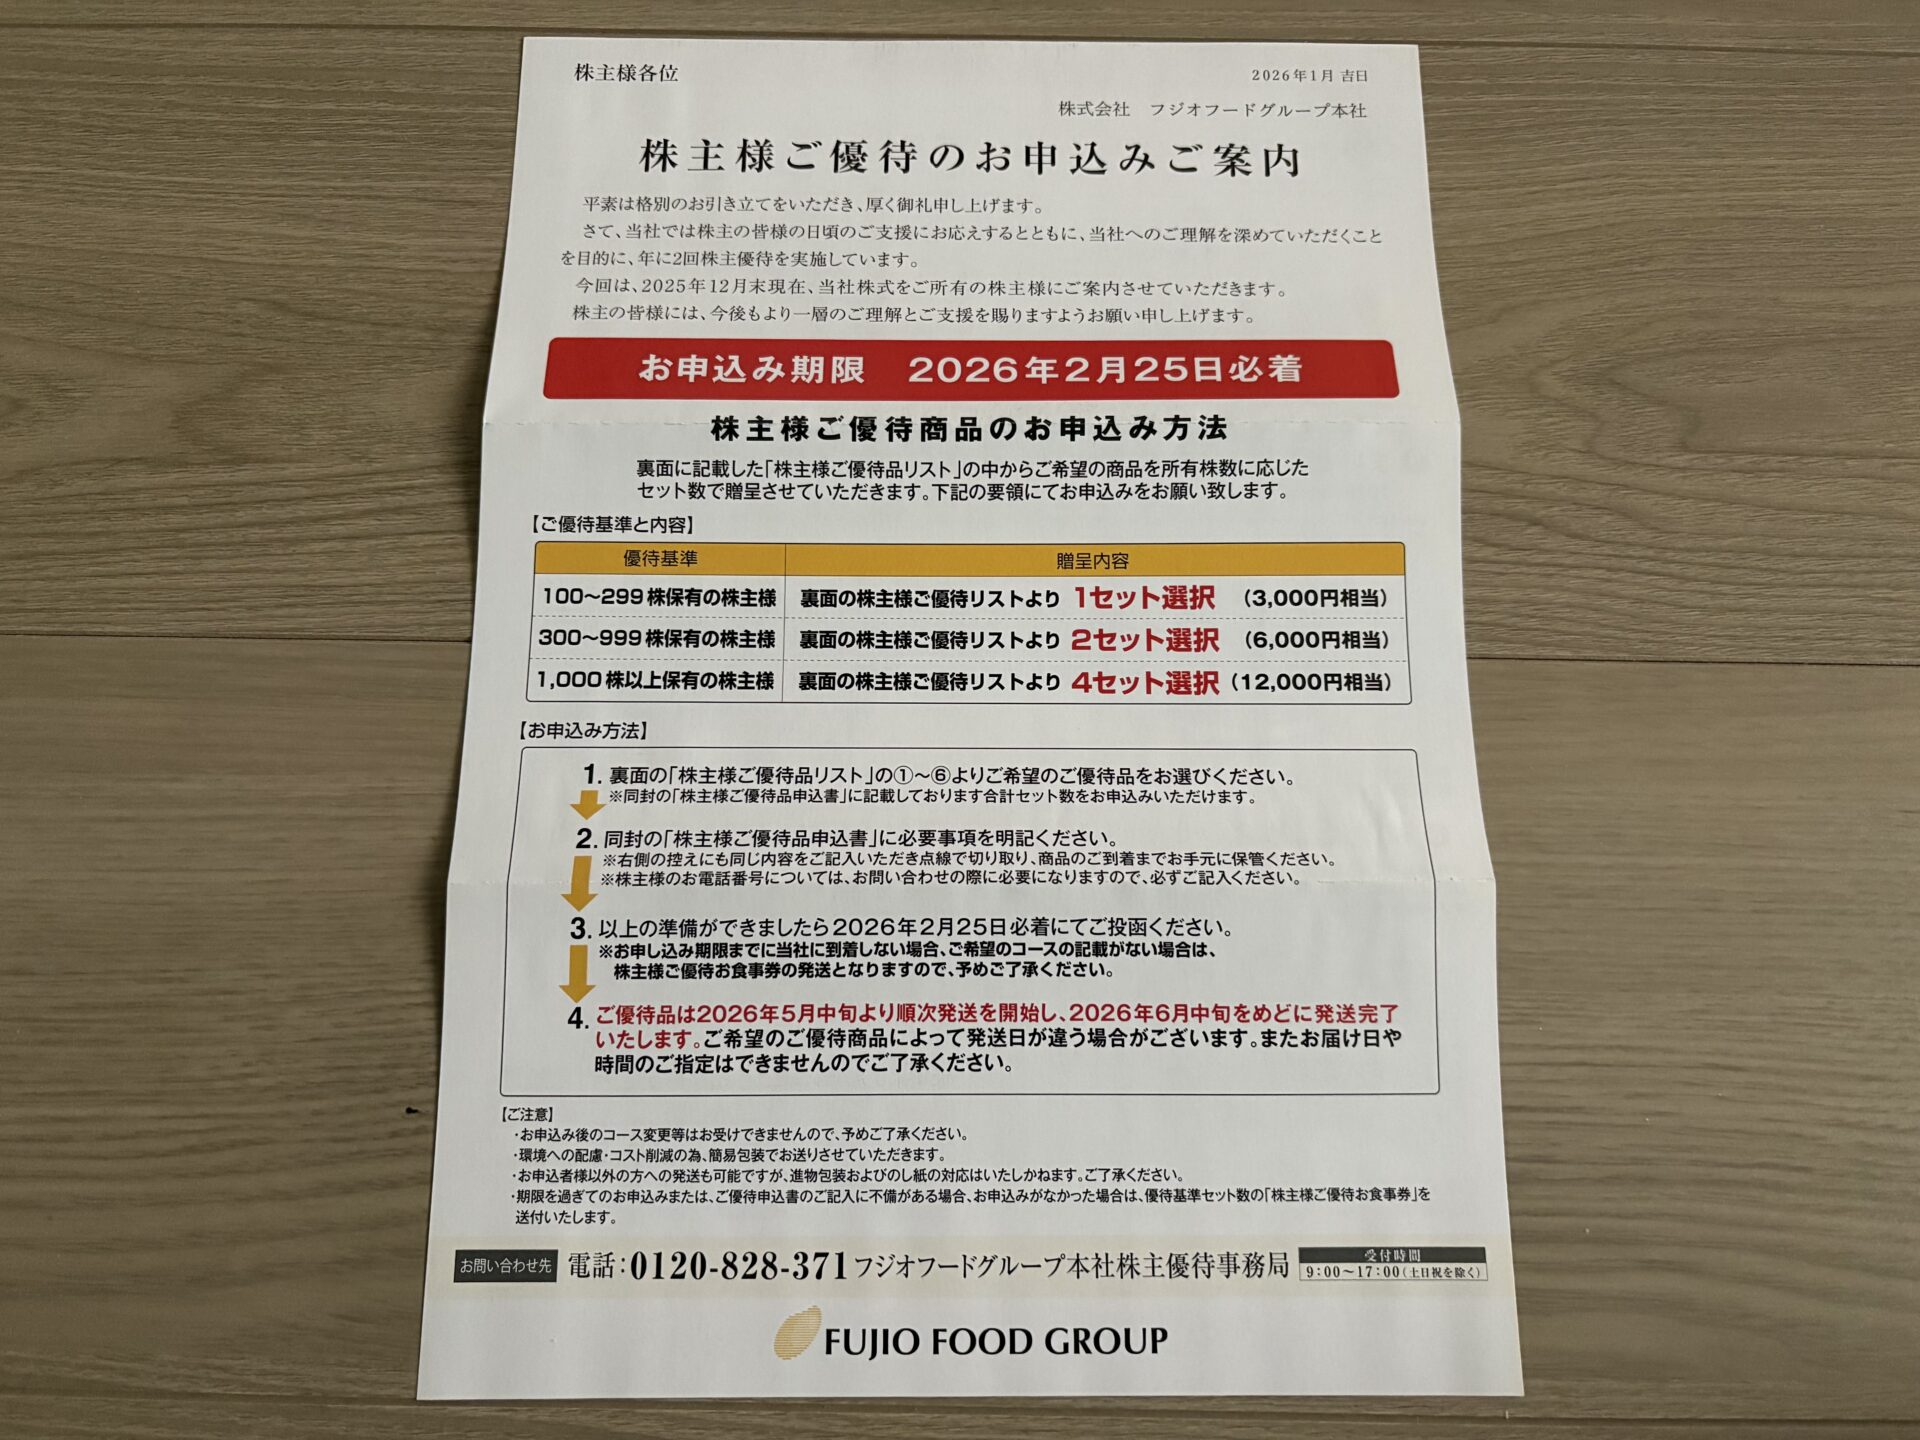 株主様各位
2026年1月 吉日
株式会社 フジオフードグループ本社
株主様ご優待のお申込みご案内
平素は格別のお引き立てをいただき、厚く御礼申し上げます。
さて、当社では株主の皆様の日頃のご支援にお応えするとともに、当社へのご理解を深めていただくこと
を目的に、年に2回株主優待を実施しています。
今回は、2025年12月末現在、当社株式をご所有の株主様にご案内させていただきます。
株主の皆様には、今後もより一層のご理解とご支援を賜りますようお願い申し上げます。
お申込み期限 2026年2月25日必着
株主様ご優待商品のお申込み方法
裏面に記載した「株主様ご優待品リスト」の中からご希望の商品を所有株数に応じた
セット数で贈呈させていただきます。下記の要領にてお申込みをお願い致します。
【ご優待基準と内容】
優待基準 贈呈内容
100〜299株保有の株主様 裏面の株主様ご優待リストより 1セット選択 （3,000円相当）
300〜999株保有の株主様 裏面の株主様ご優待リストより 2セット選択 （6,000円相当）
1,000株以上保有の株主様 裏面の株主様ご優待リストより 4セット選択 （12,000円相当）
【お申込み方法】
1. 裏面の「株主様ご優待品リスト」の①〜⑥よりご希望のご優待品をお選びください。
※同封の「株主様ご優待品申込書」に記載しております合計セット数をお申込みいただけます。
2. 同封の「株主様ご優待品申込書」に必要事項を明記ください。
※右側の控えにも同じ内容をご記入いただき点線で切り取り、商品のご到着までお手元に保管ください。
※株主様のお電話番号については、お問い合わせの際に必要になりますので、必ずご記入ください。
3. 以上の準備ができましたら2026年2月25日必着にてご投函ください。
※お申し込み期限までに当社に到着しない場合、ご希望のコースの記載がない場合は、
株主様ご優待お食事券の発送となりますので、予めご了承ください。
4. ご優待品は2026年5月中旬より順次発送を開始し、2026年6月中旬をめどに発送完了
いたします。ご希望のご優待商品によって発送日が違う場合がございます。またお届け日や
時間のご指定はできませんのでご了承ください。
【ご注意】
・お申込み後のコース変更等はお受けできませんので、予めご了承ください。
・環境への配慮・コスト削減の為、簡易包装でお送りさせていただきます。
・お申込者様以外の方への発送も可能ですが、進物包装およびのし紙の対応はいたしかねます。ご了承ください。
・期限を過ぎてのお申込みまたは、ご優待申込書のご記入に不備がある場合、お申込みがなかった場合は、優待基準セット数の「株主様ご優待お食事券」を
送付いたします。
お問い合わせ先 電話：0120-828-371 フジオフードグループ本社株主優待事務局 受付時間
9：00〜17：00（土日祝を除く）
FUJIO FOOD GROUP